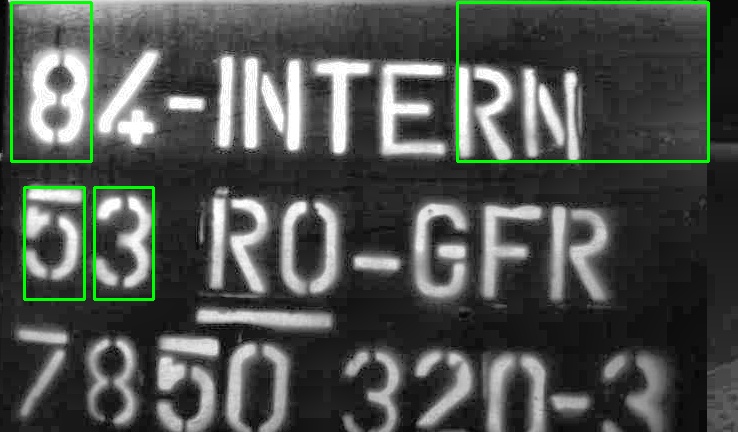 84-INTERN
53 RO-GFR
7850 320-3